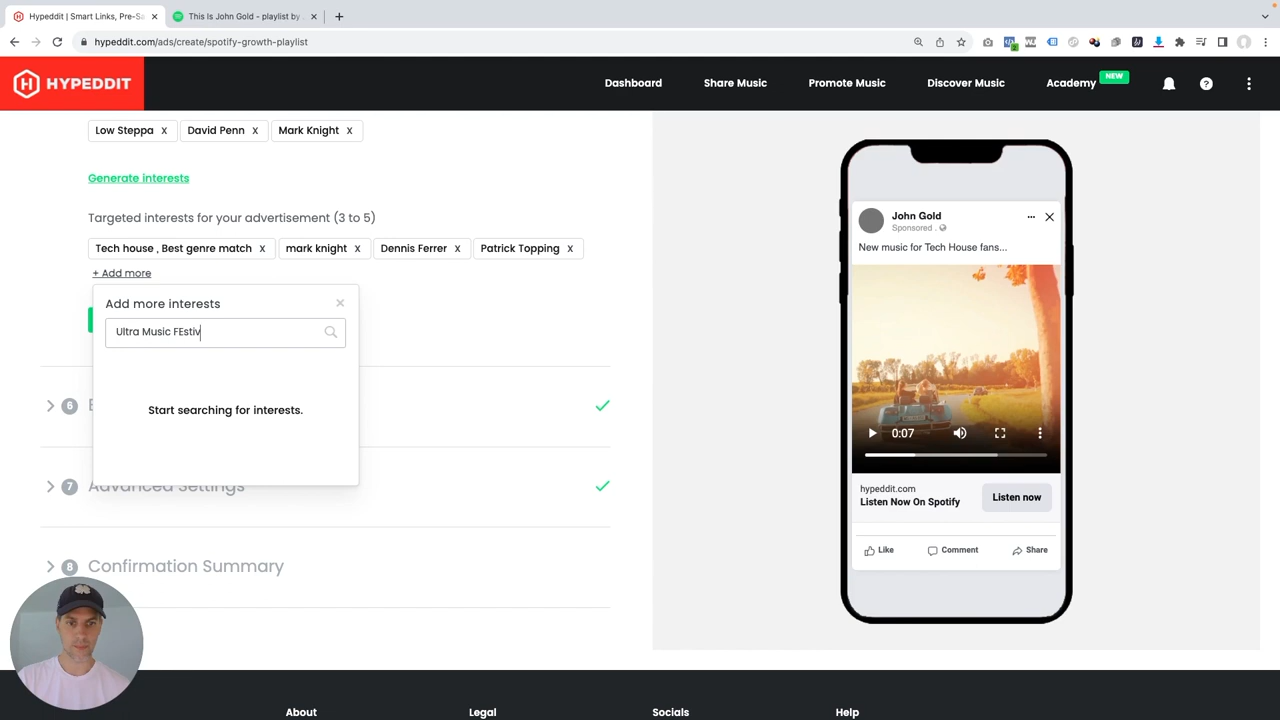 Hypeddit | Smart Links, Pre-Sa
This Is John Gold - playlist by
hypeddit.com/ads/create/spotify-growth-playlist
HYPEDDIT
Dashboard
Share Music
Promote Music
Discover Music
Academy
NEW
Low Steppa X
David Penn X
Mark Knight X
Generate interests
Targeted interests for your advertisement (3 to 5)
Tech house , Best genre match X
mark knight X
Dennis Ferrer X
Patrick Topping X
+ Add more
Add more interests
Ultra Music FEstiv
Start searching for interests.
6
7 Advanced Settings
8 Confirmation Summary
John Gold
Sponsored .
New music for Tech House fans...
0:07
hypeddit.com
Listen Now On Spotify
Listen now
Like
Comment
Share
About
Legal
Socials
Help